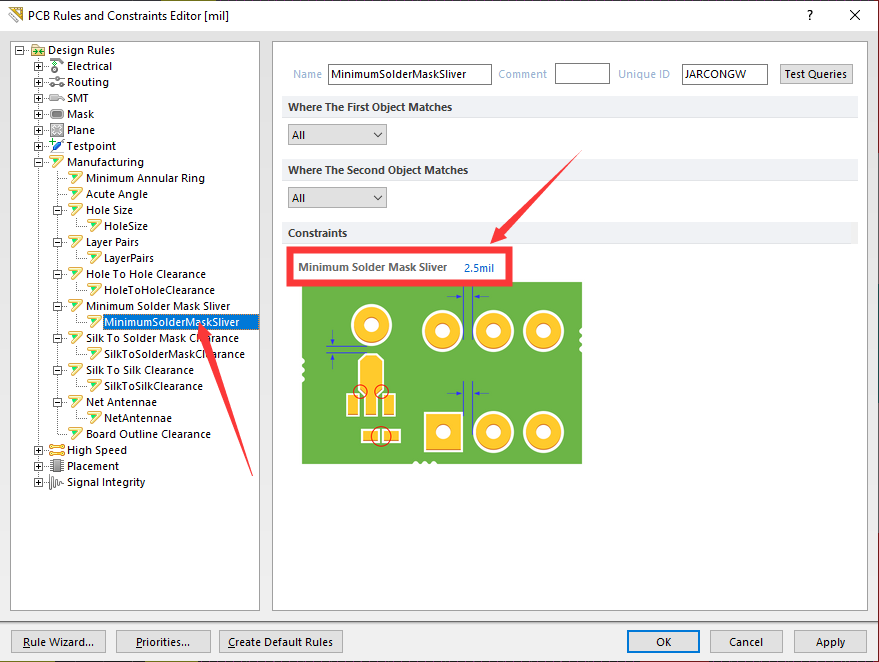 PCB Rules and Constraints Editor [mil]
?
Design Rules
Electrical
Routing
SMT
Mask
Plane
Testpoint
Manufacturing
Minimum Annular Ring
Acute Angle
Hole Size
HoleSize
Layer Pairs
LayerPairs
Hole To Hole Clearance
HoleToHoleClearance
Minimum Solder Mask Sliver
MinimumSolderMaskSliver
Silk To Solder Mask Clearance
SilkToSolderMaskClearance
Silk To Silk Clearance
SilkToSilkClearance
Net Antennae
NetAntennae
Board Outline Clearance
High Speed
Placement
Signal Integrity
Name MinimumSolderMaskSliver Comment Unique ID JARCONGW Test Queries
Where The First Object Matches
All
Where The Second Object Matches
All
Constraints
Minimum Solder Mask Sliver 2.5mil
Rule Wizard... Priorities... Create Default Rules OK Cancel Apply